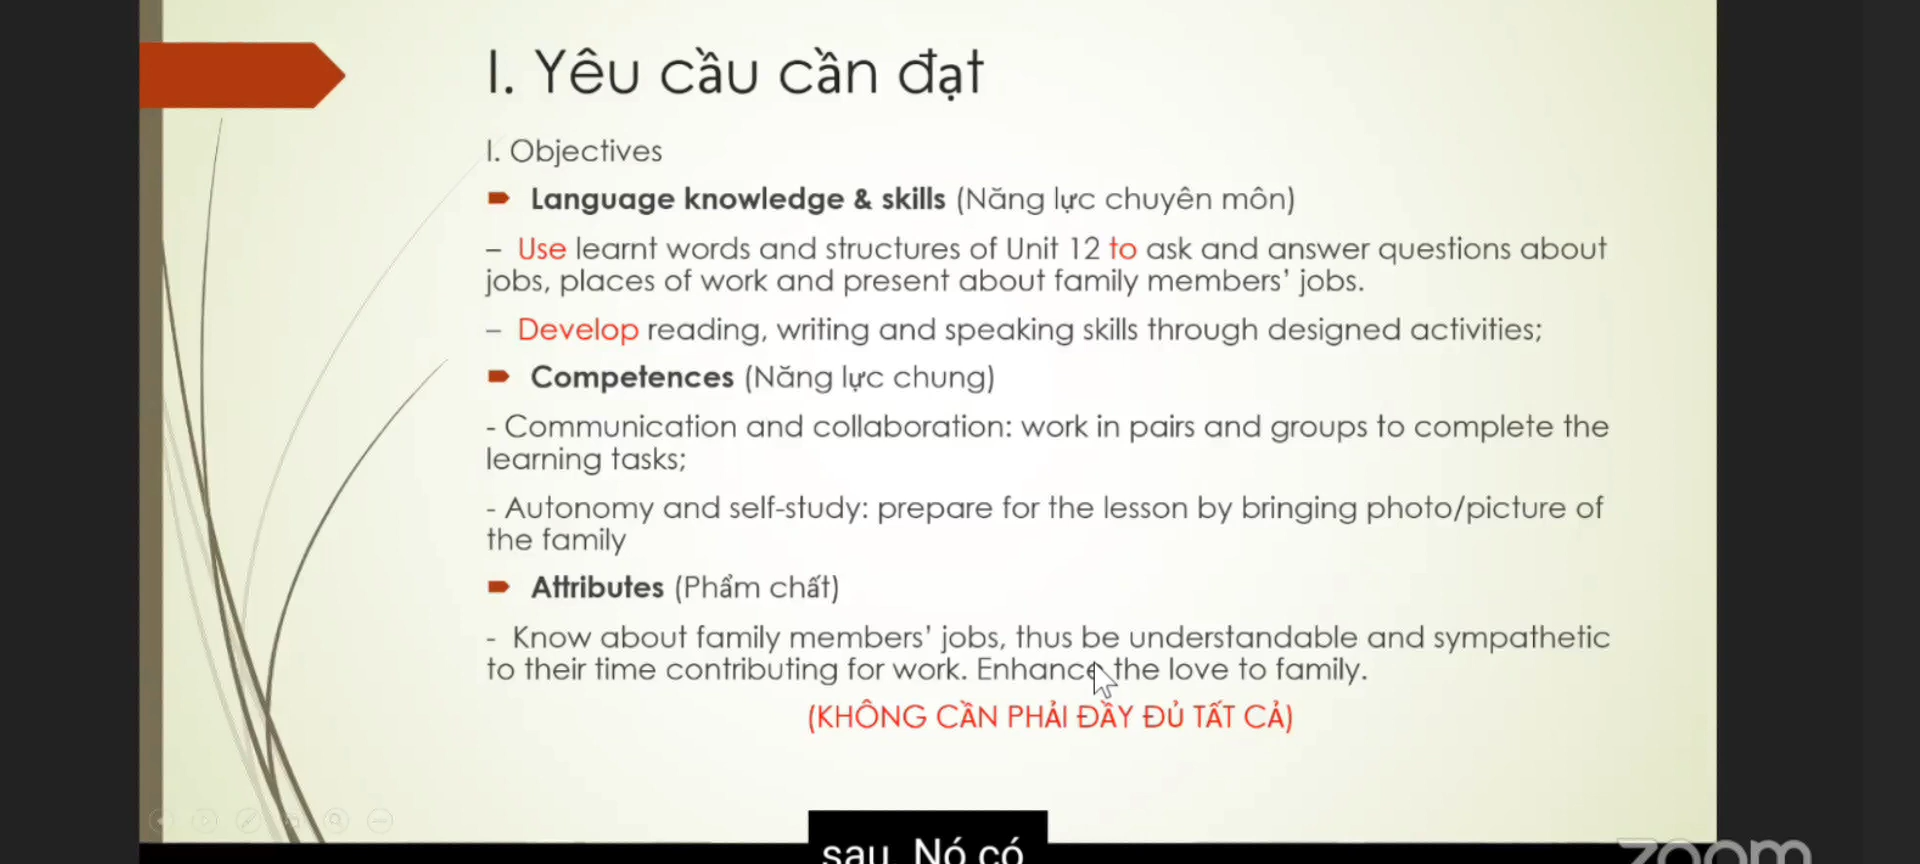 I. Yêu cầu cần đạt
I. Objectives
Language knowledge & skills (Năng lực chuyên môn)
– Use learnt words and structures of Unit 12 to ask and answer questions about
jobs, places of work and present about family members' jobs.
– Develop reading, writing and speaking skills through designed activities;
Competences (Năng lực chung)
- Communication and collaboration: work in pairs and groups to complete the
learning tasks;
- Autonomy and self-study: prepare for the lesson by bringing photo/picture of
the family
Attributes (Phẩm chất)
- Know about family members' jobs, thus be understandable and sympathetic
to their time contributing for work. Enhance the love to family.
(KHÔNG CẦN PHẢI ĐẦY ĐỦ TẤT CẢ)
sau. Nó có
zoom